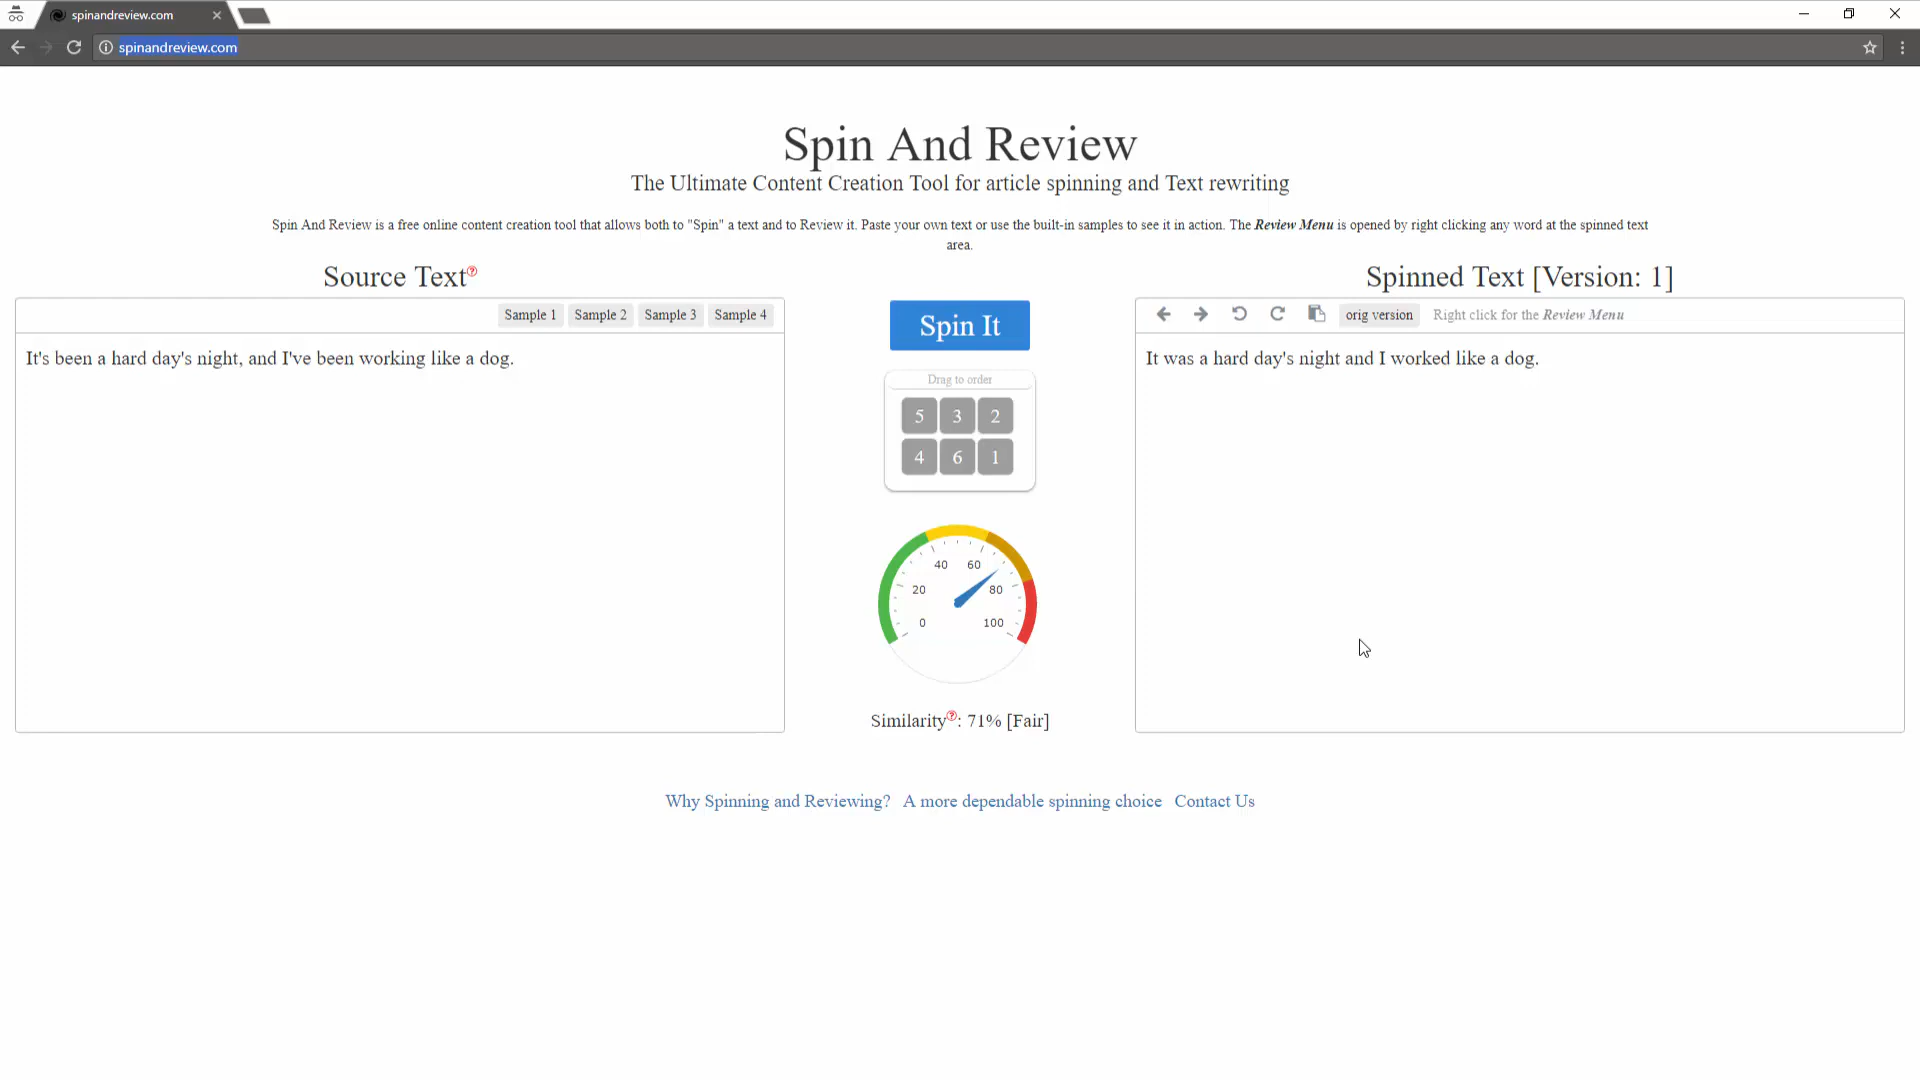 spinandreview.com
spinandreview.com
Spin And Review
The Ultimate Content Creation Tool for article spinning and Text rewriting
Spin And Review is a free online content creation tool that allows both to "Spin" a text and to Review it. Paste your own text or use the built-in samples to see it in action. The Review Menu is opened by right clicking any word at the spinned text
area.
Source Text?
Sample 1 Sample 2 Sample 3 Sample 4
It's been a hard day's night, and I've been working like a dog.
Spin It
Drag to order
5 3 2
4 6 1
40 60
20 80
0 100
Similarity?: 71% [Fair]
Spinned Text [Version: 1]
orig version Right click for the Review Menu
It was a hard day's night and I worked like a dog.
Why Spinning and Reviewing? A more dependable spinning choice Contact Us